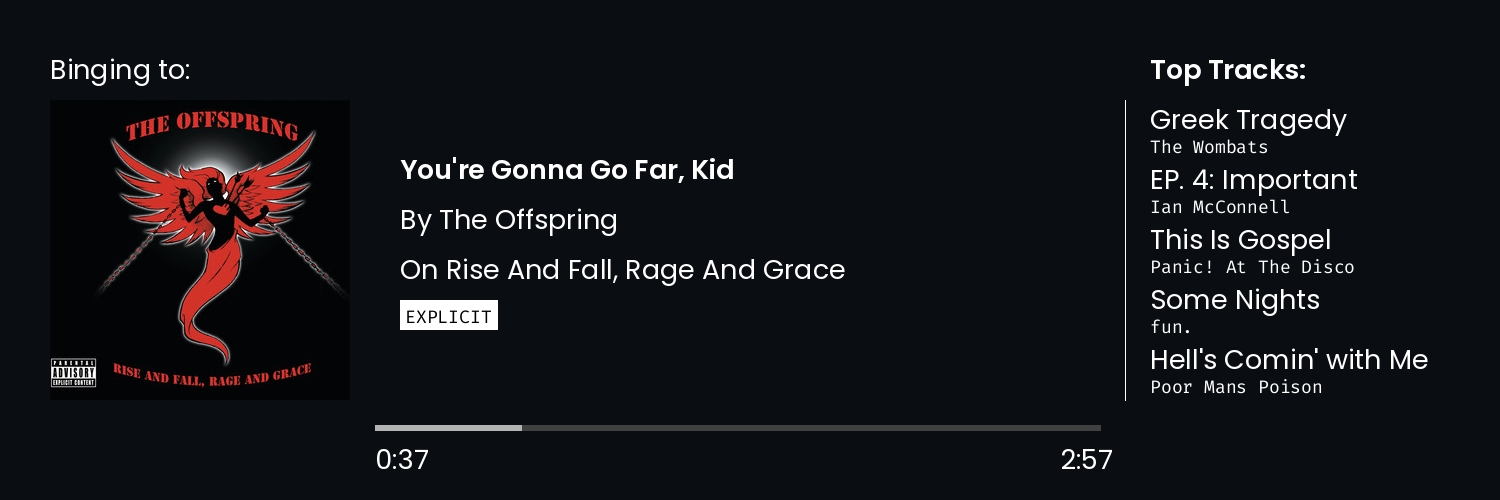 Binging to:
THE OFFSPRING
RISE AND FALL, RAGE AND GRACE
PARENTAL
ADVISORY
EXPLICIT CONTENT
You're Gonna Go Far, Kid
By The Offspring
On Rise And Fall, Rage And Grace
EXPLICIT
0:37
2:57
Top Tracks:
Greek Tragedy
The Wombats
EP. 4: Important
Ian McConnell
This Is Gospel
Panic! At The Disco
Some Nights
fun.
Hell's Comin' with Me
Poor Mans Poison